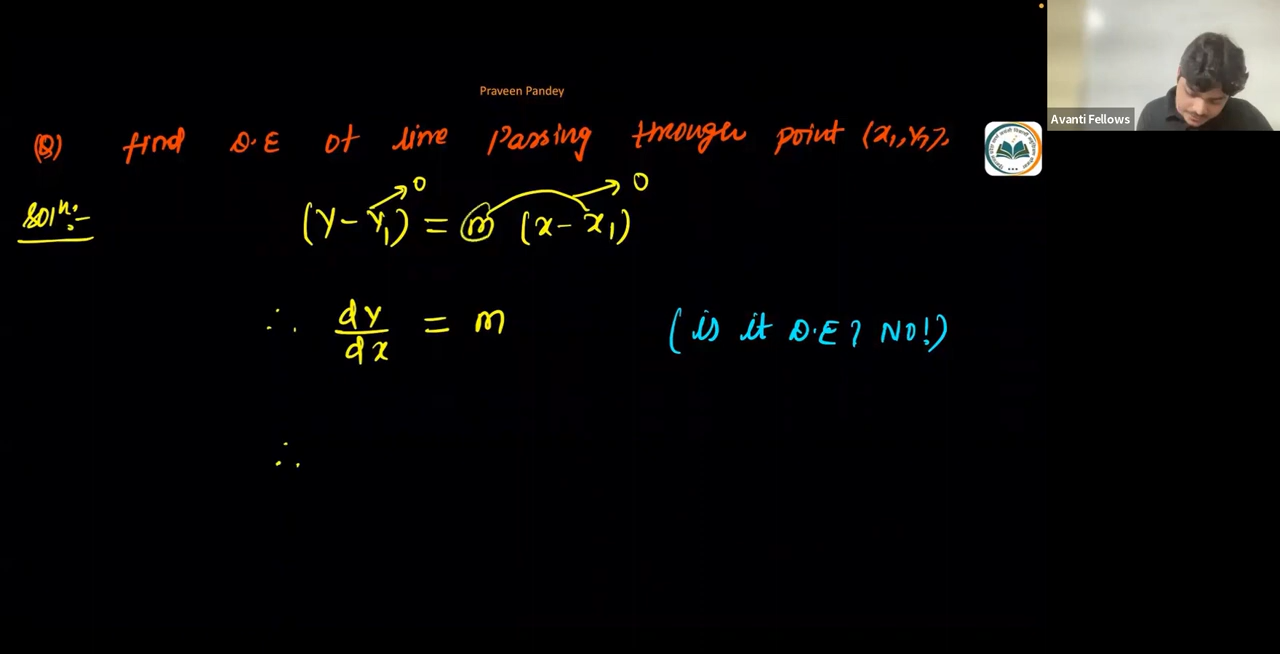 Praveen Pandey
Avanti Fellows
(Q) find D.E of line passing through point (x₁,y₁).
Solⁿ:-
(y-y₁) = m (x-x₁)
0
0
∴ dy/dx = m (is it D.E? NO!)
∴